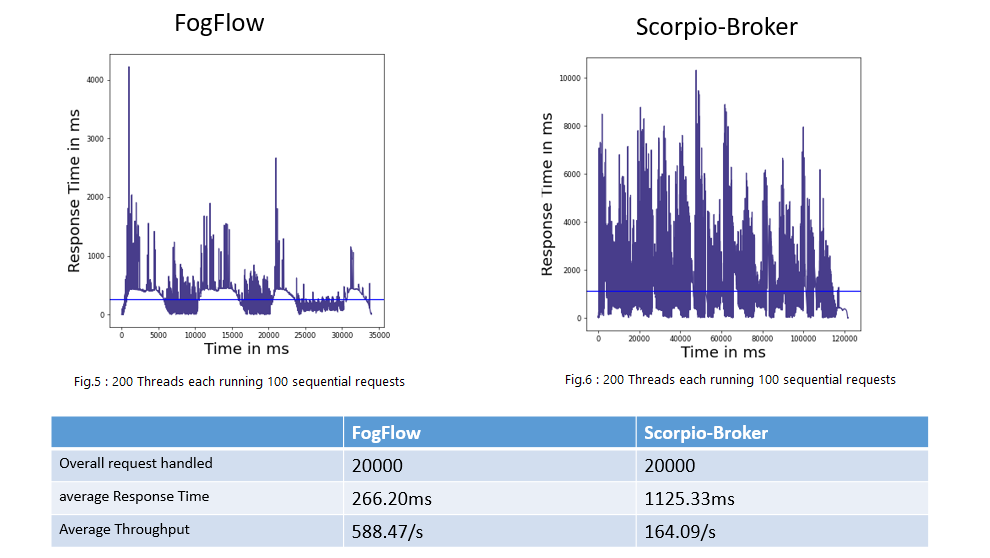 FogFlow
Scorpio-Broker
Response Time in ms
4000
3000
2000
1000
0
0 5000 10000 15000 20000 25000 30000 35000
Time in ms
Response Time in ms
10000
8000
6000
4000
2000
0
0 20000 40000 60000 80000 100000 120000
Time in ms
Fig.5 : 200 Threads each running 100 sequential requests
Fig.6 : 200 Threads each running 100 sequential requests
FogFlow Scorpio-Broker
Overall request handled 20000 20000
average Response Time 266.20ms 1125.33ms
Average Throughput 588.47/s 164.09/s